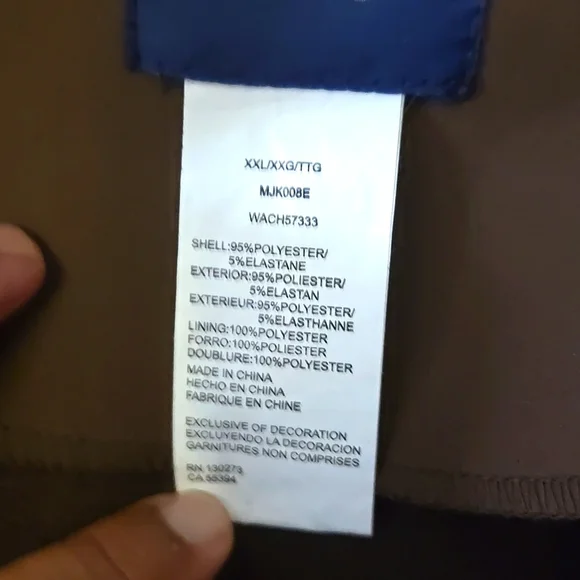 XXL/XXG/TTG
MJK008E
WACH57333
SHELL:95%POLYESTER/
5%ELASTANE
EXTERIOR:95%POLIESTER/
5%ELASTAN
EXTERIEUR:95%POLYESTER/
5%ELASTHANNE
LINING:100%POLYESTER
FORRO:100%POLIESTER
DOUBLURE:100%POLYESTER
MADE IN CHINA
HECHO EN CHINA
FABRIQUE EN CHINE
EXCLUSIVE OF DECORATION
EXCLUYENDO LA DECORACION
GARNITURES NON COMPRISES
RN 130273
CA 55394